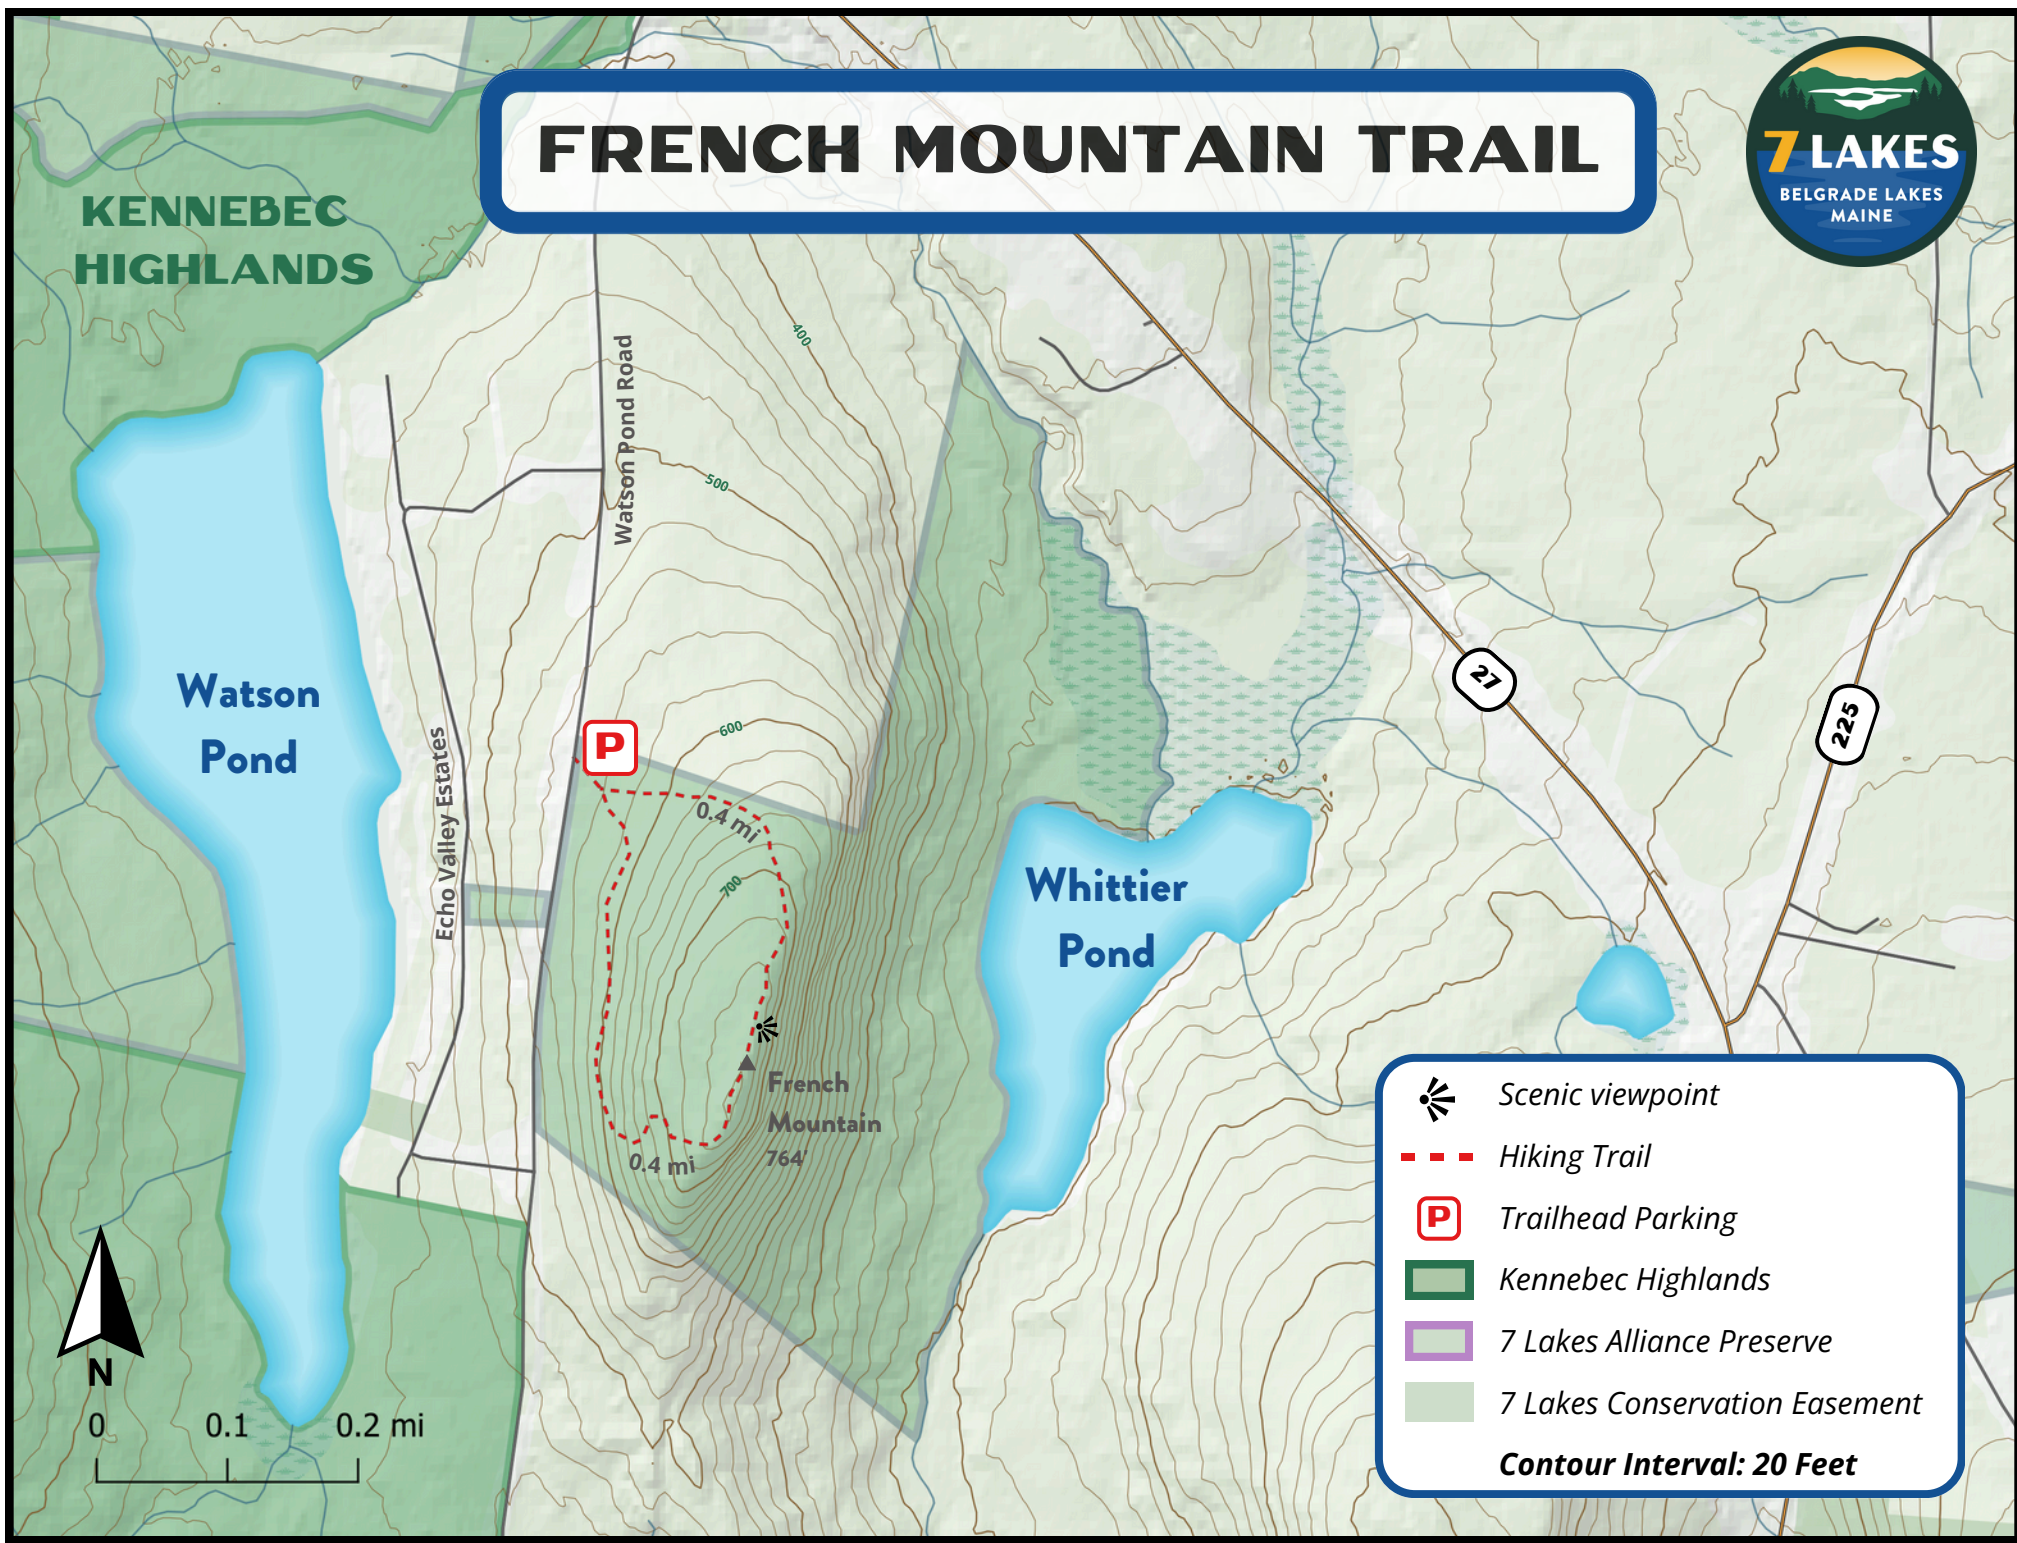 FRENCH MOUNTAIN TRAIL
7 LAKES
BELGRADE LAKES
MAINE
KENNEBEC
HIGHLANDS
400
Watson Pond Road
500
27
225
Watson
Pond
600
P
0.4 mi
Echo Valley Estates
700
Whittier
Pond
French
Mountain
764'
0.4 mi
N
0 0.1 0.2 mi
Scenic viewpoint
Hiking Trail
P Trailhead Parking
Kennebec Highlands
7 Lakes Alliance Preserve
7 Lakes Conservation Easement
Contour Interval: 20 Feet